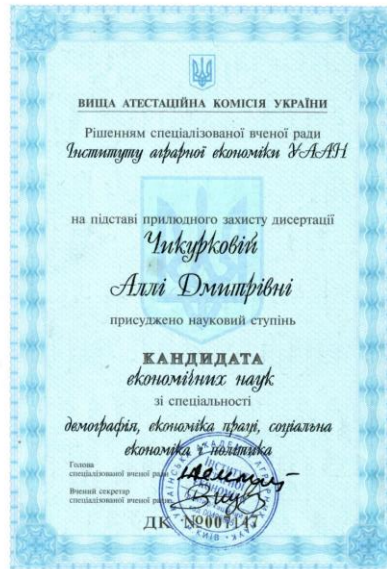 ВИЩА АТЕСТАЦІЙНА КОМІСІЯ УКРАЇНИ
Рішенням спеціалізованої вченої ради
Інституту аграрної економіки УААН
на підставі прилюдного захисту дисертації
Чикурковій
Аллі Дмитрівні
присуджено науковий ступінь
КАНДИДАТА
економічних наук
зі спеціальності
демографія, економіка праці, соціальна
економіка і політика
Голова
спеціалізованої вченої ради
Вчений секретар
спеціалізованої вченої ради
ДК №007147